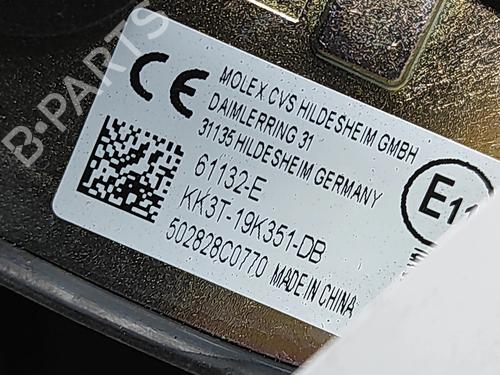 B-PARTS
CE
MOLEX CVS HILDESHEIM GMBH
DAIMLERRING 31
31135 HILDESHEIM GERMANY
61132-E
KK3T-19K351-DB
502828C0770 MADE IN CHINA
E11